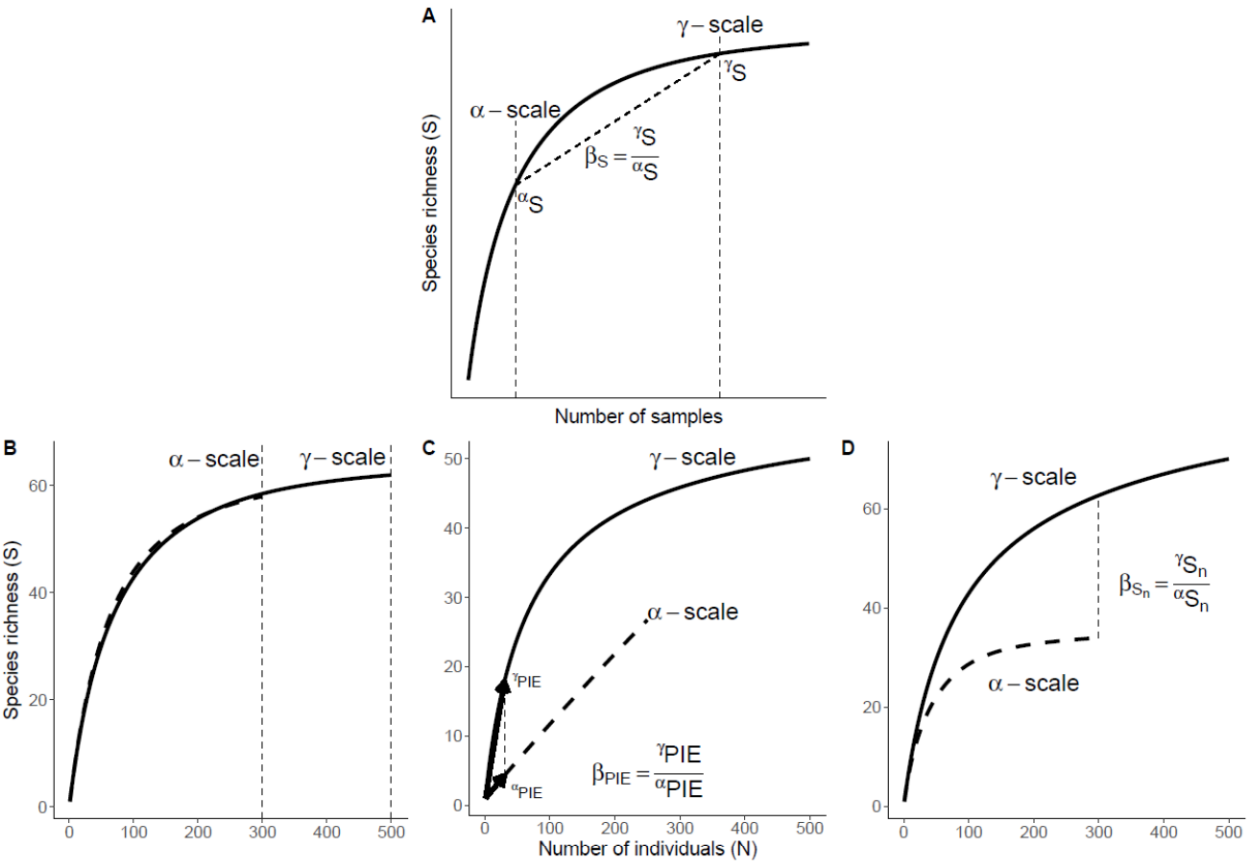 A
γ – scale
γS
α – scale
βS = γS / αS
αS
Species richness (S)
Number of samples
B
α – scale
γ – scale
60
40
20
0
0 100 200 300 400 500
Species richness (S)
C
γ – scale
50
40
30
20
10
0
α – scale
γPIE
αPIE
βPIE = γPIE / αPIE
0 100 200 300 400 500
Number of individuals (N)
D
γ – scale
60
40
20
0
βSn = γSn / αSn
α – scale
0 100 200 300 400 500